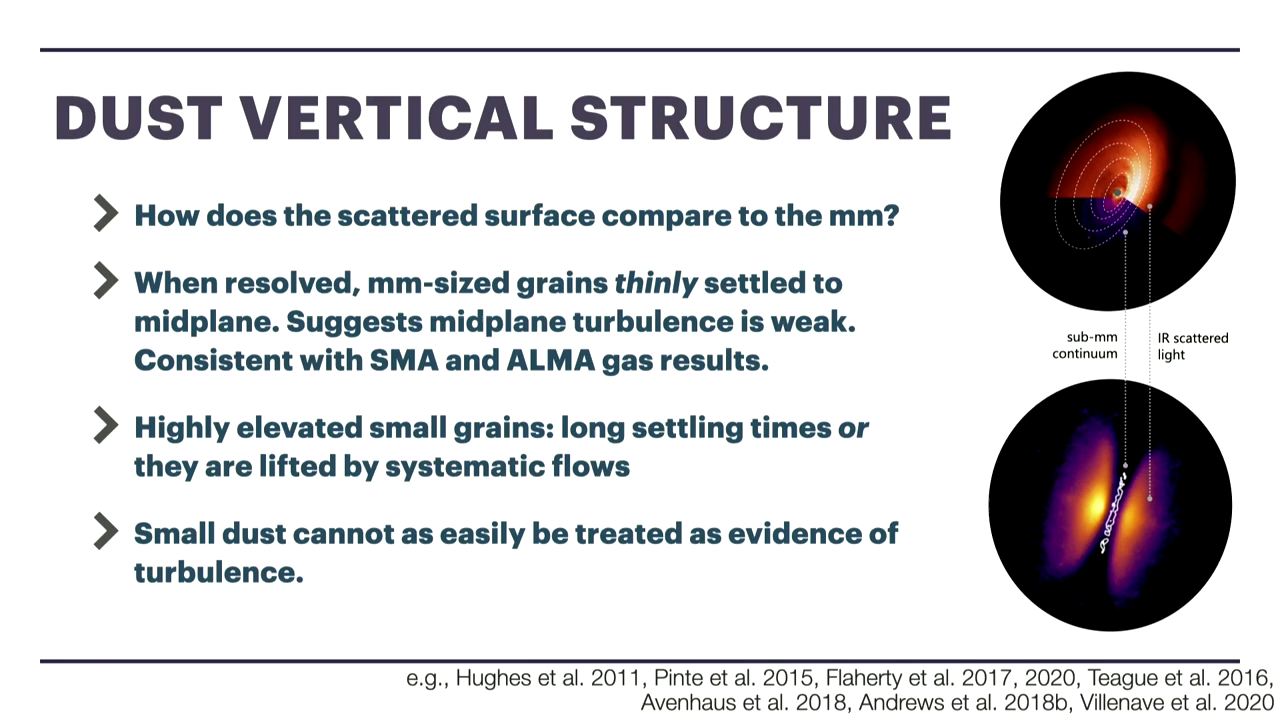 DUST VERTICAL STRUCTURE
How does the scattered surface compare to the mm?
When resolved, mm-sized grains thinly settled to
midplane. Suggests midplane turbulence is weak.
Consistent with SMA and ALMA gas results.
Highly elevated small grains: long settling times or
they are lifted by systematic flows
Small dust cannot as easily be treated as evidence of
turbulence.
sub-mm
continuum
IR scattered
light
e.g., Hughes et al. 2011, Pinte et al. 2015, Flaherty et al. 2017, 2020, Teague et al. 2016,
Avenhaus et al. 2018, Andrews et al. 2018b, Villenave et al. 2020